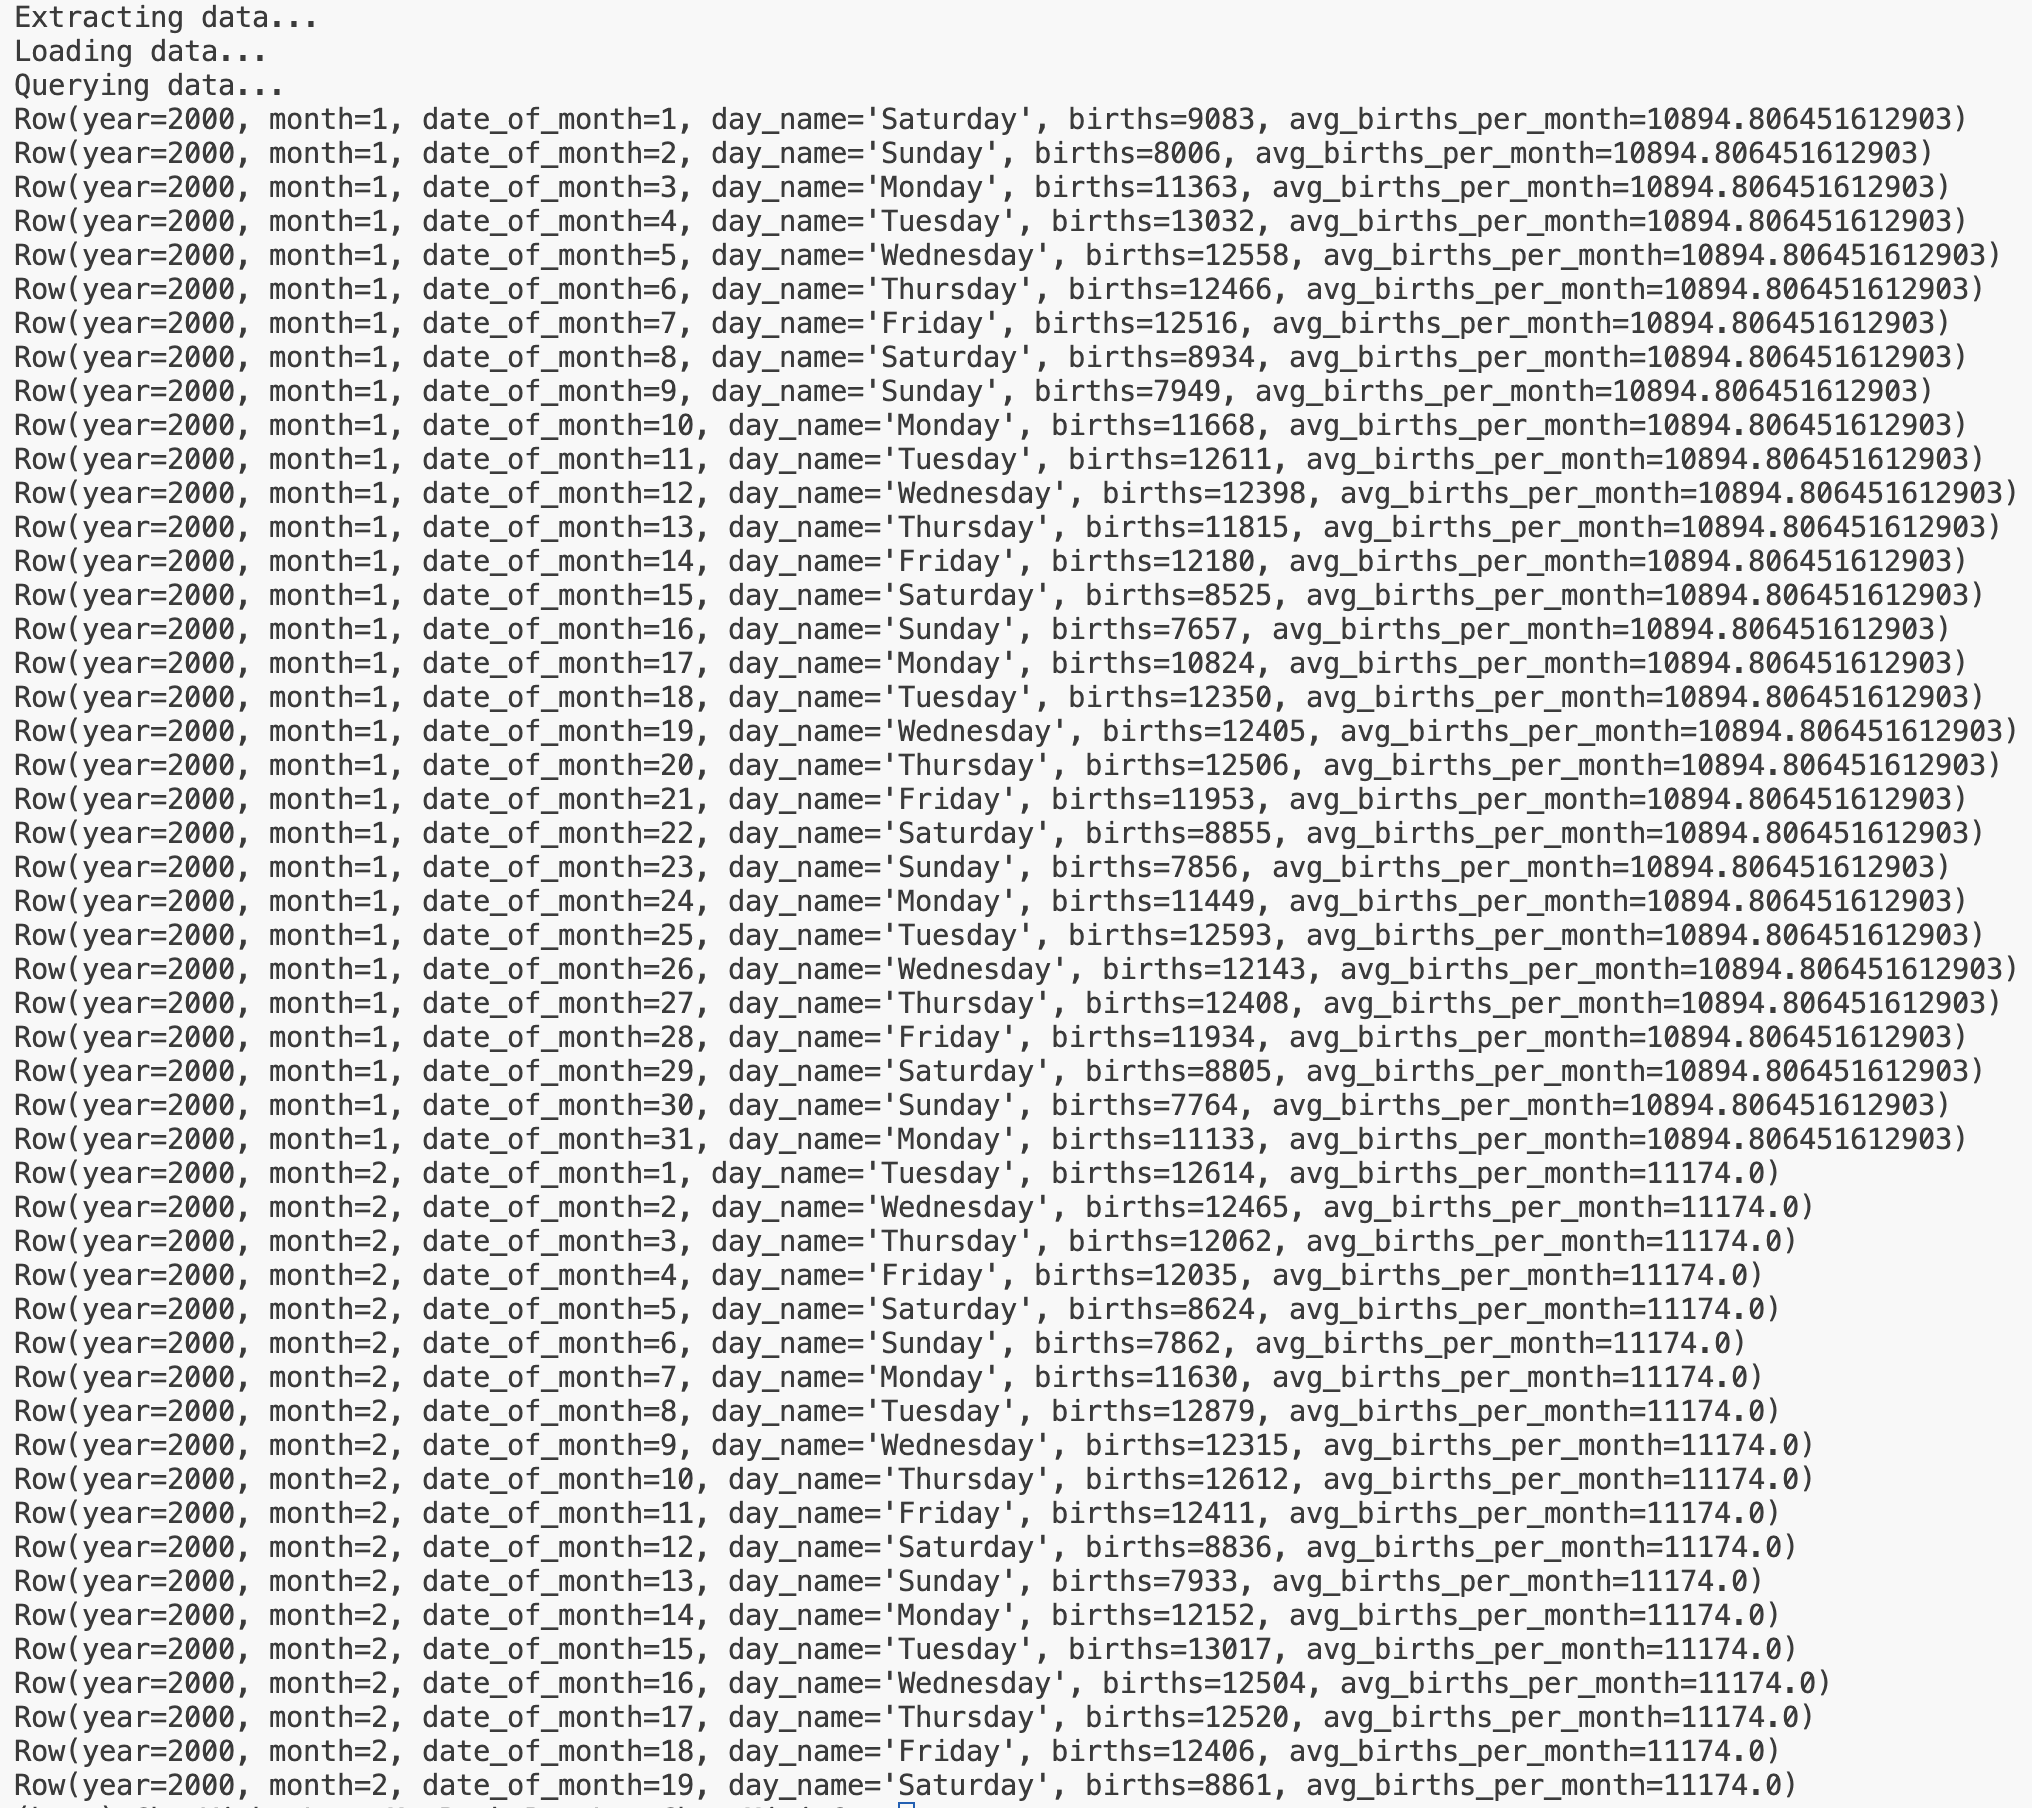 Extracting data...
Loading data...
Querying data...
Row(year=2000, month=1, date_of_month=1, day_name='Saturday', births=9083, avg_births_per_month=10894.806451612903)
Row(year=2000, month=1, date_of_month=2, day_name='Sunday', births=8006, avg_births_per_month=10894.806451612903)
Row(year=2000, month=1, date_of_month=3, day_name='Monday', births=11363, avg_births_per_month=10894.806451612903)
Row(year=2000, month=1, date_of_month=4, day_name='Tuesday', births=13032, avg_births_per_month=10894.806451612903)
Row(year=2000, month=1, date_of_month=5, day_name='Wednesday', births=12558, avg_births_per_month=10894.806451612903)
Row(year=2000, month=1, date_of_month=6, day_name='Thursday', births=12466, avg_births_per_month=10894.806451612903)
Row(year=2000, month=1, date_of_month=7, day_name='Friday', births=12516, avg_births_per_month=10894.806451612903)
Row(year=2000, month=1, date_of_month=8, day_name='Saturday', births=8934, avg_births_per_month=10894.806451612903)
Row(year=2000, month=1, date_of_month=9, day_name='Sunday', births=7949, avg_births_per_month=10894.806451612903)
Row(year=2000, month=1, date_of_month=10, day_name='Monday', births=11668, avg_births_per_month=10894.806451612903)
Row(year=2000, month=1, date_of_month=11, day_name='Tuesday', births=12611, avg_births_per_month=10894.806451612903)
Row(year=2000, month=1, date_of_month=12, day_name='Wednesday', births=12398, avg_births_per_month=10894.806451612903)
Row(year=2000, month=1, date_of_month=13, day_name='Thursday', births=11815, avg_births_per_month=10894.806451612903)
Row(year=2000, month=1, date_of_month=14, day_name='Friday', births=12180, avg_births_per_month=10894.806451612903)
Row(year=2000, month=1, date_of_month=15, day_name='Saturday', births=8525, avg_births_per_month=10894.806451612903)
Row(year=2000, month=1, date_of_month=16, day_name='Sunday', births=7657, avg_births_per_month=10894.806451612903)
Row(year=2000, month=1, date_of_month=17, day_name='Monday', births=10824, avg_births_per_month=10894.806451612903)
Row(year=2000, month=1, date_of_month=18, day_name='Tuesday', births=12350, avg_births_per_month=10894.806451612903)
Row(year=2000, month=1, date_of_month=19, day_name='Wednesday', births=12405, avg_births_per_month=10894.806451612903)
Row(year=2000, month=1, date_of_month=20, day_name='Thursday', births=12506, avg_births_per_month=10894.806451612903)
Row(year=2000, month=1, date_of_month=21, day_name='Friday', births=11953, avg_births_per_month=10894.806451612903)
Row(year=2000, month=1, date_of_month=22, day_name='Saturday', births=8855, avg_births_per_month=10894.806451612903)
Row(year=2000, month=1, date_of_month=23, day_name='Sunday', births=7856, avg_births_per_month=10894.806451612903)
Row(year=2000, month=1, date_of_month=24, day_name='Monday', births=11449, avg_births_per_month=10894.806451612903)
Row(year=2000, month=1, date_of_month=25, day_name='Tuesday', births=12593, avg_births_per_month=10894.806451612903)
Row(year=2000, month=1, date_of_month=26, day_name='Wednesday', births=12143, avg_births_per_month=10894.806451612903)
Row(year=2000, month=1, date_of_month=27, day_name='Thursday', births=12408, avg_births_per_month=10894.806451612903)
Row(year=2000, month=1, date_of_month=28, day_name='Friday', births=11934, avg_births_per_month=10894.806451612903)
Row(year=2000, month=1, date_of_month=29, day_name='Saturday', births=8805, avg_births_per_month=10894.806451612903)
Row(year=2000, month=1, date_of_month=30, day_name='Sunday', births=7764, avg_births_per_month=10894.806451612903)
Row(year=2000, month=1, date_of_month=31, day_name='Monday', births=11133, avg_births_per_month=10894.806451612903)
Row(year=2000, month=2, date_of_month=1, day_name='Tuesday', births=12614, avg_births_per_month=11174.0)
Row(year=2000, month=2, date_of_month=2, day_name='Wednesday', births=12465, avg_births_per_month=11174.0)
Row(year=2000, month=2, date_of_month=3, day_name='Thursday', births=12062, avg_births_per_month=11174.0)
Row(year=2000, month=2, date_of_month=4, day_name='Friday', births=12035, avg_births_per_month=11174.0)
Row(year=2000, month=2, date_of_month=5, day_name='Saturday', births=8624, avg_births_per_month=11174.0)
Row(year=2000, month=2, date_of_month=6, day_name='Sunday', births=7862, avg_births_per_month=11174.0)
Row(year=2000, month=2, date_of_month=7, day_name='Monday', births=11630, avg_births_per_month=11174.0)
Row(year=2000, month=2, date_of_month=8, day_name='Tuesday', births=12879, avg_births_per_month=11174.0)
Row(year=2000, month=2, date_of_month=9, day_name='Wednesday', births=12315, avg_births_per_month=11174.0)
Row(year=2000, month=2, date_of_month=10, day_name='Thursday', births=12612, avg_births_per_month=11174.0)
Row(year=2000, month=2, date_of_month=11, day_name='Friday', births=12411, avg_births_per_month=11174.0)
Row(year=2000, month=2, date_of_month=12, day_name='Saturday', births=8836, avg_births_per_month=11174.0)
Row(year=2000, month=2, date_of_month=13, day_name='Sunday', births=7933, avg_births_per_month=11174.0)
Row(year=2000, month=2, date_of_month=14, day_name='Monday', births=12152, avg_births_per_month=11174.0)
Row(year=2000, month=2, date_of_month=15, day_name='Tuesday', births=13017, avg_births_per_month=11174.0)
Row(year=2000, month=2, date_of_month=16, day_name='Wednesday', births=12504, avg_births_per_month=11174.0)
Row(year=2000, month=2, date_of_month=17, day_name='Thursday', births=12520, avg_births_per_month=11174.0)
Row(year=2000, month=2, date_of_month=18, day_name='Friday', births=12406, avg_births_per_month=11174.0)
Row(year=2000, month=2, date_of_month=19, day_name='Saturday', births=8861, avg_births_per_month=11174.0)